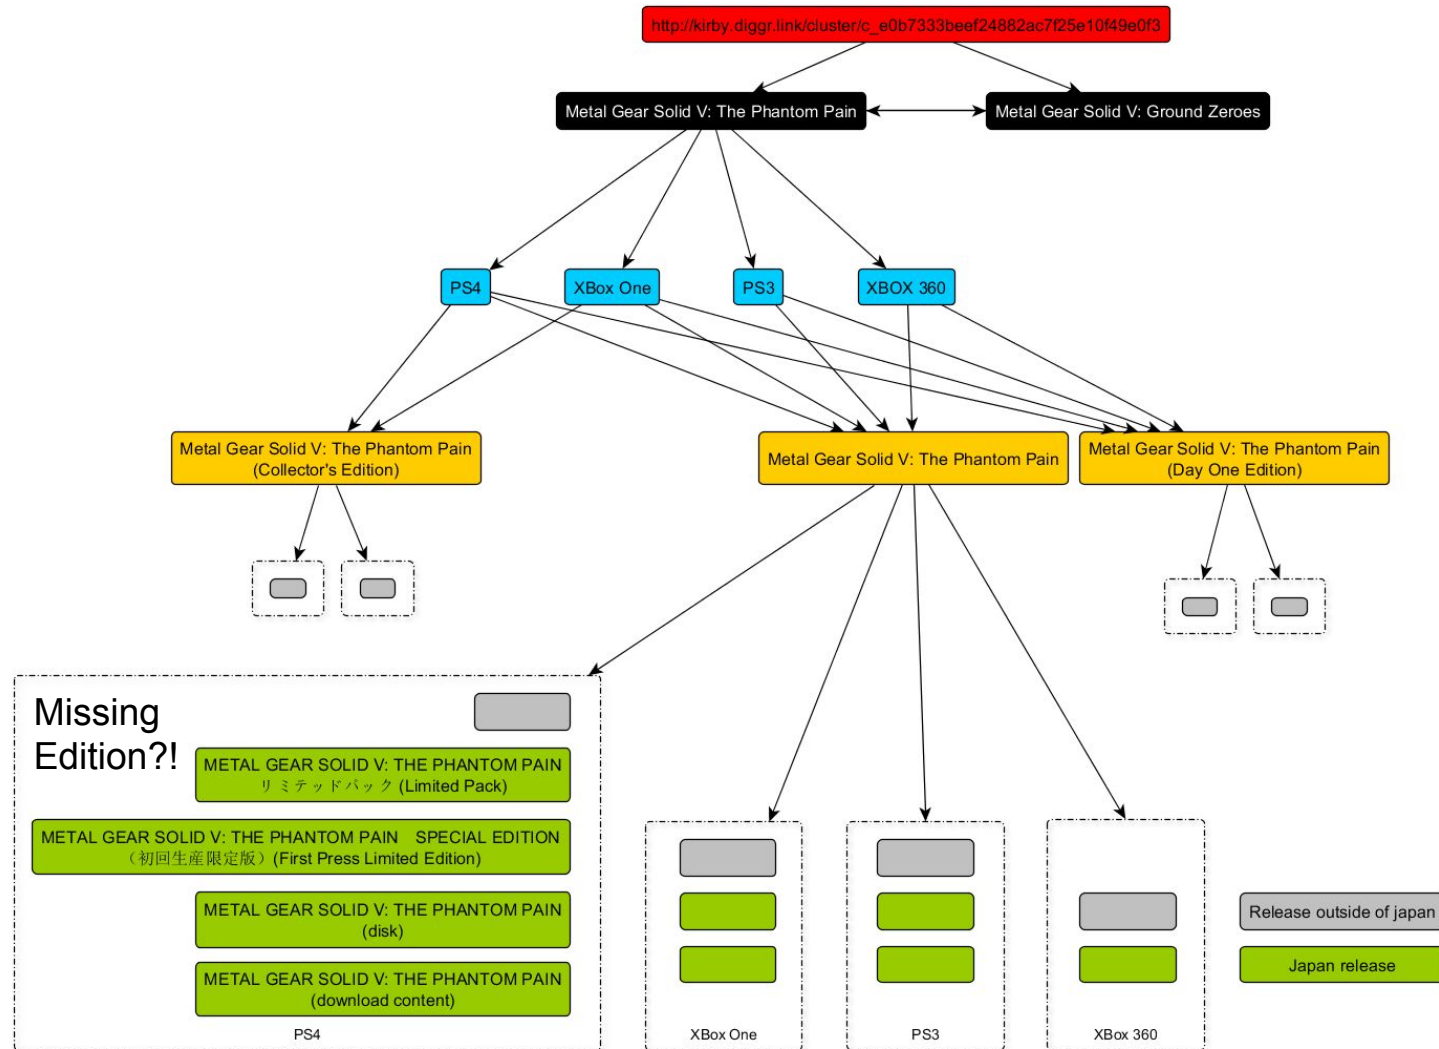 http://kirby.diggr.link/cluster/c_e0b7333beef24882ac7f25e10f49e0f3
Metal Gear Solid V: The Phantom Pain
Metal Gear Solid V: Ground Zeroes
PS4
XBox One
PS3
XBOX 360
Metal Gear Solid V: The Phantom Pain
(Collector's Edition)
Metal Gear Solid V: The Phantom Pain
Metal Gear Solid V: The Phantom Pain
(Day One Edition)
Missing
Edition?!
METAL GEAR SOLID V: THE PHANTOM PAIN
リミテッドパック (Limited Pack)
METAL GEAR SOLID V: THE PHANTOM PAIN　SPECIAL EDITION
（初回生産限定版）(First Press Limited Edition)
METAL GEAR SOLID V: THE PHANTOM PAIN
(disk)
METAL GEAR SOLID V: THE PHANTOM PAIN
(download content)
PS4
XBox One
PS3
XBox 360
Release outside of japan
Japan release